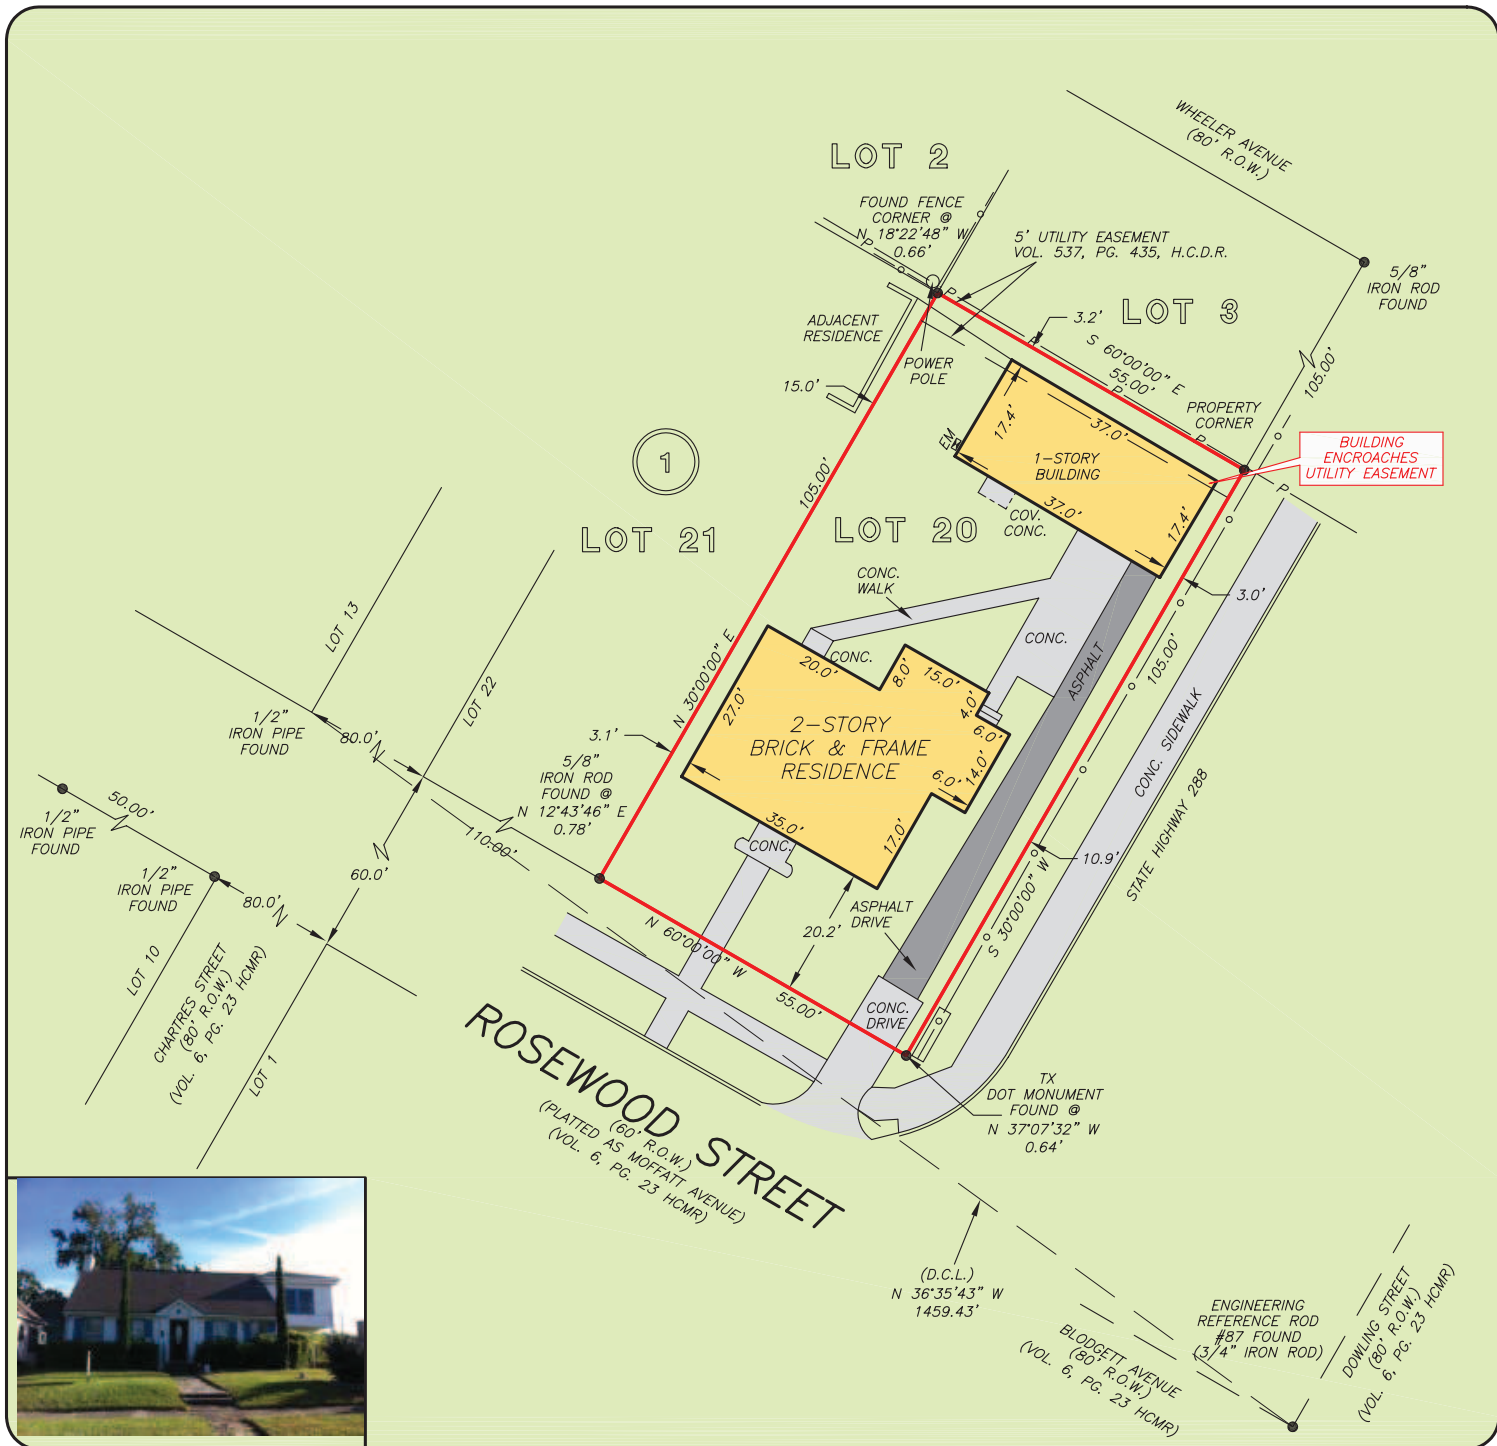 WHEELER AVENUE
(80' R.O.W.)
LOT 2
FOUND FENCE
CORNER @
N 18°22'48" W
0.66'
5' UTILITY EASEMENT
VOL. 537, PG. 435, H.C.D.R.
5/8"
IRON ROD
FOUND
P
P
LOT 3
3.2'
ADJACENT
RESIDENCE
P
S 60°00'00" E
55.00'
105.00'
POWER
POLE
15.0'
P
PROPERTY
CORNER
17.4'
37.0'
P
EM
BUILDING
ENCROACHES
UTILITY EASEMENT
1
1-STORY
BUILDING
105.00'
37.0'
P
LOT 21
LOT 20
COV.
CONC.
17.4'
CONC.
WALK
3.0'
LOT 13
CONC.
CONC.
20.0'
8.0'
15.0'
ASPHALT
105.00'
N 30°00'00" E
27.0'
4.0'
LOT 22
1/2"
IRON PIPE
FOUND
80.0'
3.1'
2-STORY
BRICK & FRAME
RESIDENCE
6.0'
CONC. SIDEWALK
5/8"
IRON ROD
FOUND @
N 12°43'46" E
0.78'
6.0'
14.0'
STATE HIGHWAY 288
50.00'
1/2"
IRON PIPE
FOUND
110.00'
35.0'
17.0'
CONC.
10.9'
1/2"
IRON PIPE
FOUND
80.0'
60.0'
ASPHALT
DRIVE
20.2'
N 60°00'00" W
55.00'
S 30°00'00" W
LOT 10
CHARTRES STREET
(80' R.O.W.)
(VOL. 6, PG. 23 HCMR)
LOT 1
CONC.
DRIVE
ROSEWOOD STREET
(60' R.O.W.)
(PLATTED AS MOFFATT AVENUE)
(VOL. 6, PG. 23 HCMR)
TX
DOT MONUMENT
FOUND @
N 37°07'32" W
0.64'
(D.C.L.)
N 36°35'43" W
1459.43'
BLODGETT AVENUE
(80' R.O.W.)
(VOL. 6, PG. 23 HCMR)
ENGINEERING
REFERENCE ROD
#87 FOUND
(3/4" IRON ROD)
DOWLING STREET
(80' R.O.W.)
(VOL. 6, PG. 23 HCMR)